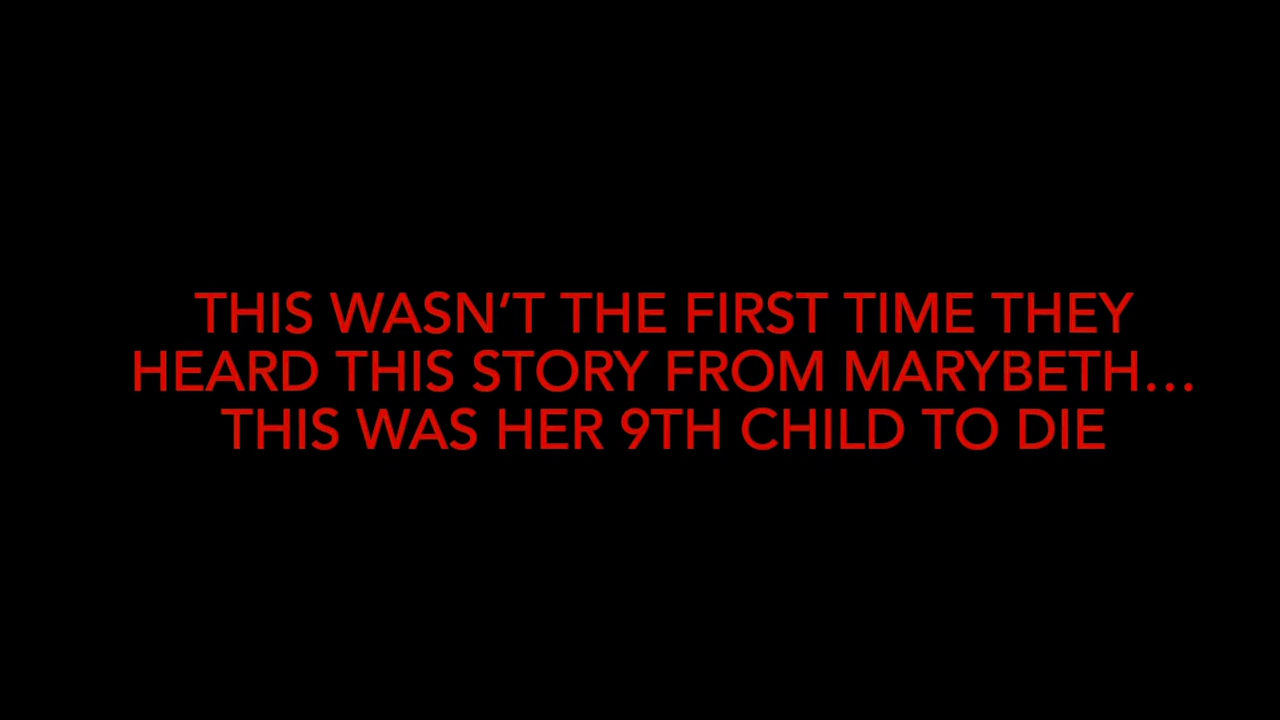 THIS WASN’T THE FIRST TIME THEY
HEARD THIS STORY FROM MARYBETH…
THIS WAS HER 9TH CHILD TO DIE